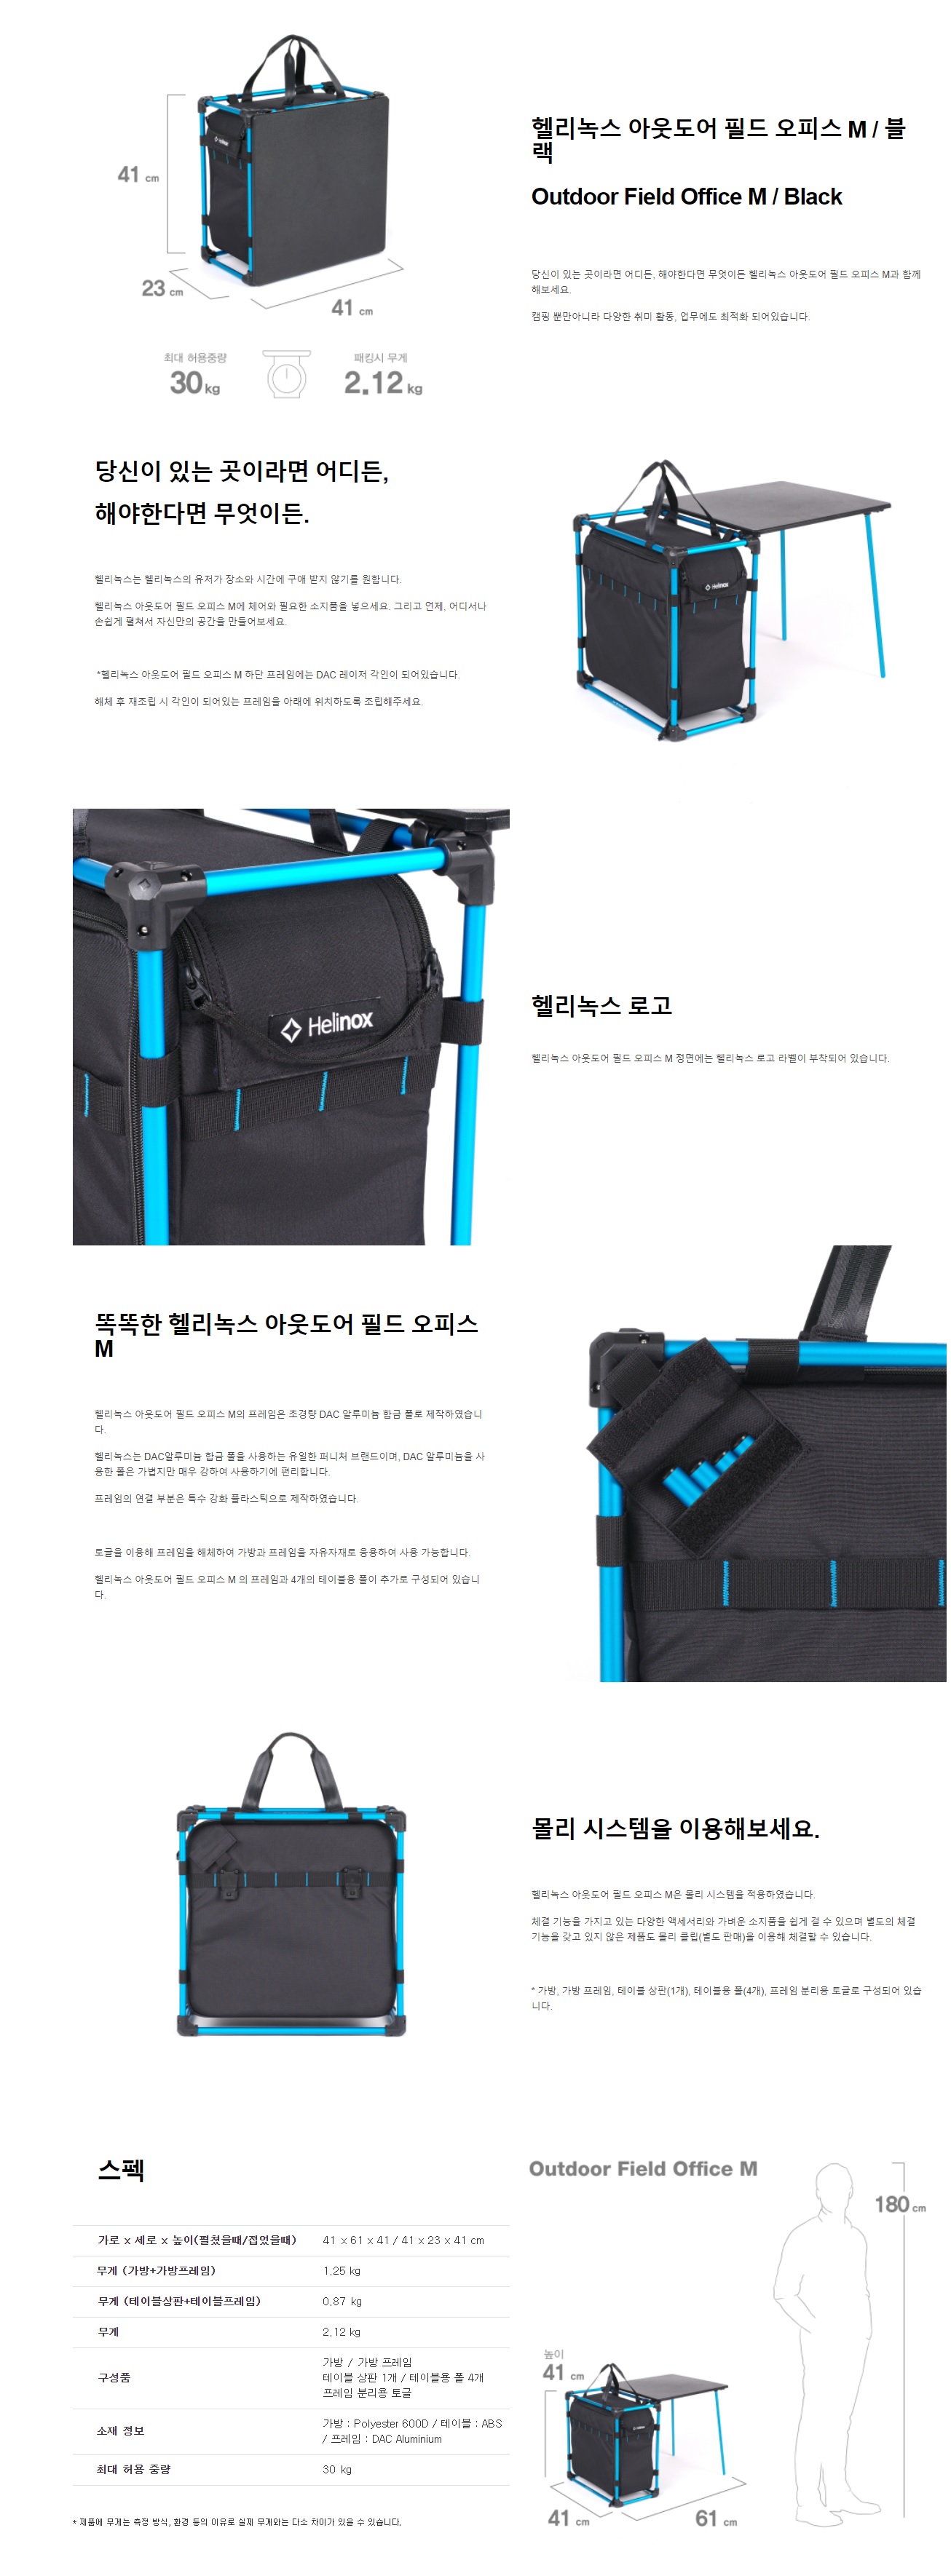 Helinox
41 cm
23 cm
41 cm
최대 허용중량
30 kg
패킹시 무게
2.12 kg
헬리녹스 아웃도어 필드 오피스 M / 블
랙
Outdoor Field Office M / Black
당신이 있는 곳이라면 어디든, 해야한다면 무엇이든 헬리녹스 아웃도어 필드 오피스 M과 함께
해보세요.
캠핑 뿐만아니라 다양한 취미 활동, 업무에도 최적화 되어있습니다.
당신이 있는 곳이라면 어디든,
해야한다면 무엇이든.
헬리녹스는 헬리녹스의 유저가 장소와 시간에 구애 받지 않기를 원합니다.
헬리녹스 아웃도어 필드 오피스 M에 체어와 필요한 소지품을 넣으세요. 그리고 언제, 어디서나
손쉽게 펼쳐서 자신만의 공간을 만들어보세요.
*헬리녹스 아웃도어 필드 오피스 M 하단 프레임에는 DAC 레이저 각인이 되어있습니다.
해체 후 재조립 시 각인이 되어있는 프레임을 아래에 위치하도록 조립해주세요.
Helinox
Helinox
헬리녹스 로고
헬리녹스 아웃도어 필드 오피스 M 정면에는 헬리녹스 로고 라벨이 부착되어 있습니다.
똑똑한 헬리녹스 아웃도어 필드 오피스
M
헬리녹스 아웃도어 필드 오피스 M의 프레임은 초경량 DAC 알루미늄 합금 폴로 제작하였습니
다.
헬리녹스는 DAC알루미늄 합금 폴을 사용하는 유일한 퍼니처 브랜드이며, DAC 알루미늄을 사
용한 폴은 가볍지만 매우 강하여 사용하기에 편리합니다.
프레임의 연결 부분은 특수 강화 플라스틱으로 제작하였습니다.
토글을 이용해 프레임을 해체하여 가방과 프레임을 자유자재로 응용하여 사용 가능합니다.
헬리녹스 아웃도어 필드 오피스 M 의 프레임과 4개의 테이블용 폴이 추가로 구성되어 있습니
다.
몰리 시스템을 이용해보세요.
헬리녹스 아웃도어 필드 오피스 M은 몰리 시스템을 적용하였습니다.
체결 기능을 가지고 있는 다양한 액세서리와 가벼운 소지품을 쉽게 걸 수 있으며 별도의 체결
기능을 갖고 있지 않은 제품도 몰리 클립(별도 판매)을 이용해 체결할 수 있습니다.
* 가방, 가방 프레임, 테이블 상판(1개), 테이블용 폴(4개), 프레임 분리용 토글로 구성되어 있습
니다.
스펙
가로 x 세로 x 높이(펼쳤을때/접었을때) 41 x 61 x 41 / 41 x 23 x 41 cm
무게 (가방+가방프레임) 1.25 kg
무게 (테이블상판+테이블프레임) 0.87 kg
무게 2.12 kg
구성품 가방 / 가방 프레임
테이블 상판 1개 / 테이블용 폴 4개
프레임 분리용 토글
소재 정보 가방 : Polyester 600D / 테이블 : ABS
/ 프레임 : DAC Aluminium
최대 허용 중량 30 kg
* 제품에 무게는 측정 방식, 환경 등의 이유로 실제 무게와는 다소 차이가 있을 수 있습니다.
Outdoor Field Office M
180 cm
높이
41 cm
41 cm
61 cm